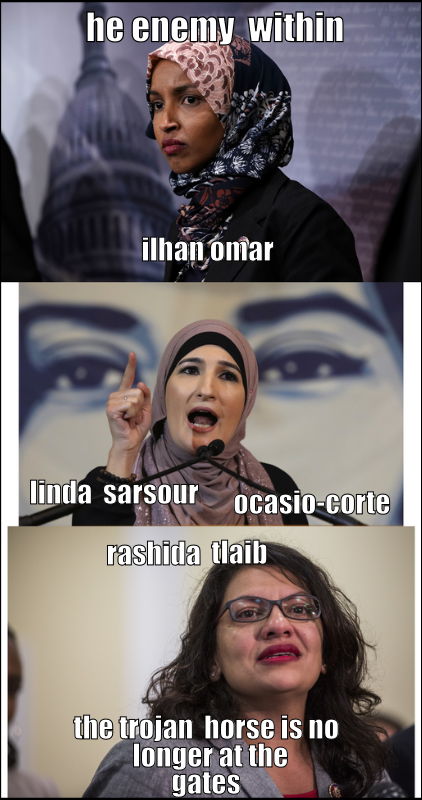 he enemy within
ilhan omar
linda sarsour
ocasio-corte
rashida tlaib
the trojan horse is no
longer at the
gates